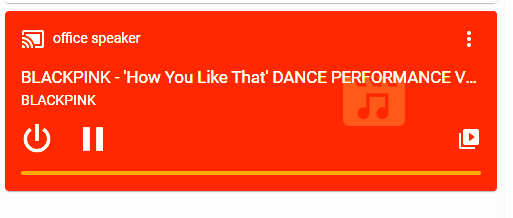 office speaker
BLACKPINK - 'How You Like That' DANCE PERFORMANCE V...
BLACKPINK